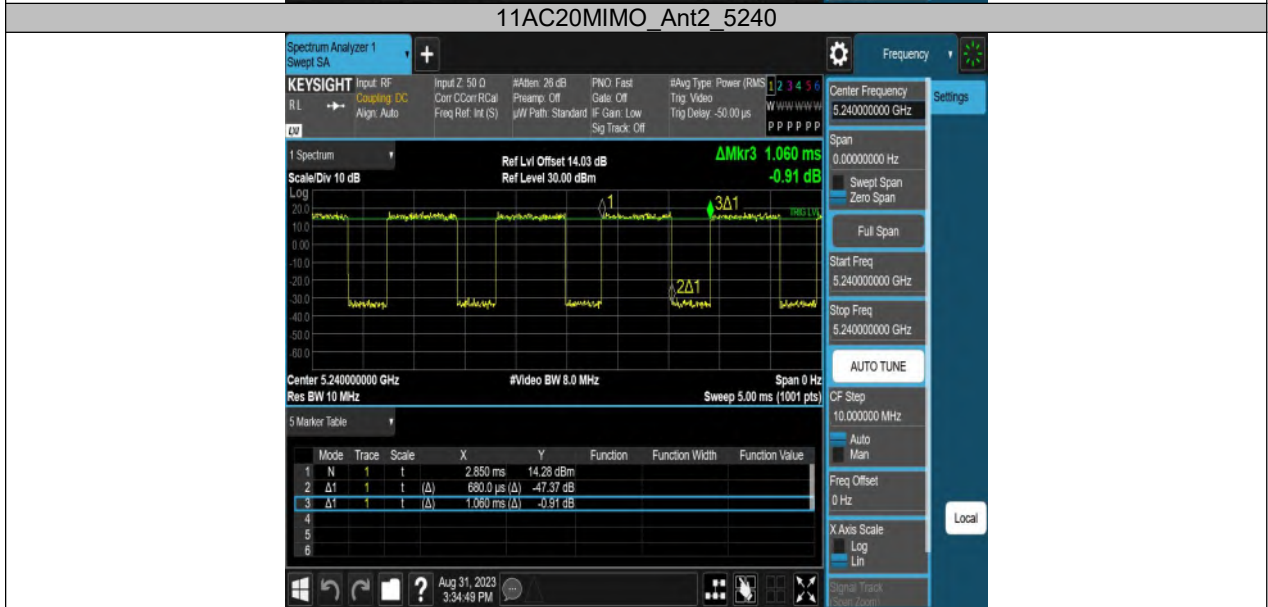 11AC20MIMO_Ant2_5240
Spectrum Analyzer 1
Swept SA
+
Frequency
KEYSIGHT
Input: RF
Coupling: DC
Align: Auto
RL
LXI
Input Z: 50 Ω
Corr CCorr RCal
Freq Ref: Int (S)
#Atten: 26 dB
Preamp: Off
µW Path: Standard
PNO: Fast
Gate: Off
IF Gain: Low
Sig Track: Off
#Avg Type: Power (RMS
Trig: Video
Trig Delay: -50.00 µs
1 2 3 4 5 6
W W W W W W
P P P P P P
Center Frequency
5.240000000 GHz
Settings
1 Spectrum
Scale/Div 10 dB
Ref Lvl Offset 14.03 dB
Ref Level 30.00 dBm
ΔMkr3 1.060 ms
-0.91 dB
Log
20.0
10.0
0.00
-10.0
-20.0
-30.0
-40.0
-50.0
-60.0
1
3Δ1
TRIG LVL
2Δ1
Center 5.240000000 GHz
#Video BW 8.0 MHz
Span 0 Hz
Res BW 10 MHz
Sweep 5.00 ms (1001 pts)
Span
0.00000000 Hz
Swept Span
Zero Span
Full Span
Start Freq
5.240000000 GHz
Stop Freq
5.240000000 GHz
AUTO TUNE
CF Step
10.000000 MHz
Auto
Man
Freq Offset
0 Hz
X Axis Scale
Log
Lin
Signal Track
(Span Zoom)
Local
5 Marker Table
Mode Trace Scale X Y Function Function Width Function Value
1 N 1 t 2.850 ms 14.28 dBm
2 Δ1 1 t (Δ) 680.0 µs (Δ) -47.37 dB
3 Δ1 1 t (Δ) 1.060 ms (Δ) -0.91 dB
4
5
6
?
Aug 31, 2023
3:34:49 PM